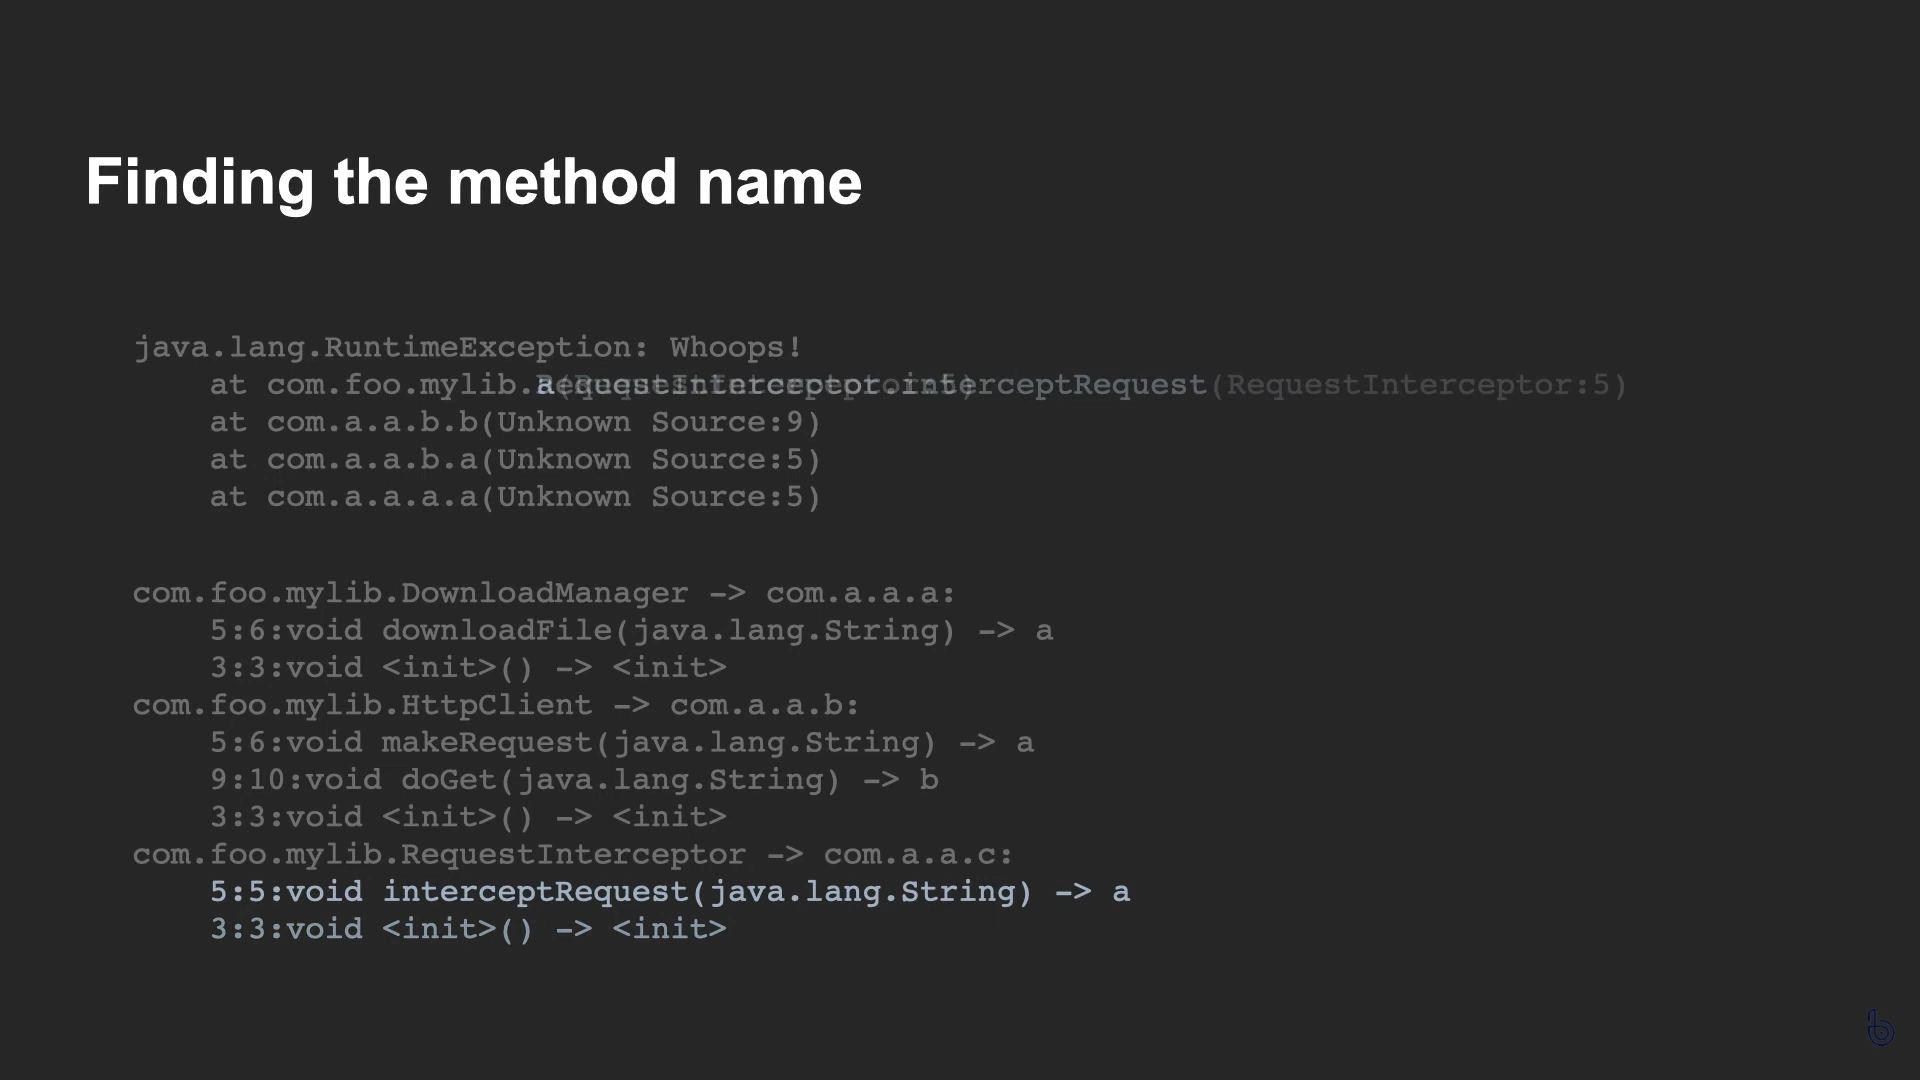 Finding the method name
java.lang.RuntimeException: Whoops!
at com.foo.mylib.RequestInterceptor.interceptRequest(RequestInterceptor:5)
at com.a.a.b.b(Unknown Source:9)
at com.a.a.b.a(Unknown Source:5)
at com.a.a.a.a(Unknown Source:5)
com.foo.mylib.DownloadManager -> com.a.a.a:
5:6:void downloadFile(java.lang.String) -> a
3:3:void <init>() -> <init>
com.foo.mylib.HttpClient -> com.a.a.b:
5:6:void makeRequest(java.lang.String) -> a
9:10:void doGet(java.lang.String) -> b
3:3:void <init>() -> <init>
com.foo.mylib.RequestInterceptor -> com.a.a.c:
5:5:void interceptRequest(java.lang.String) -> a
3:3:void <init>() -> <init>